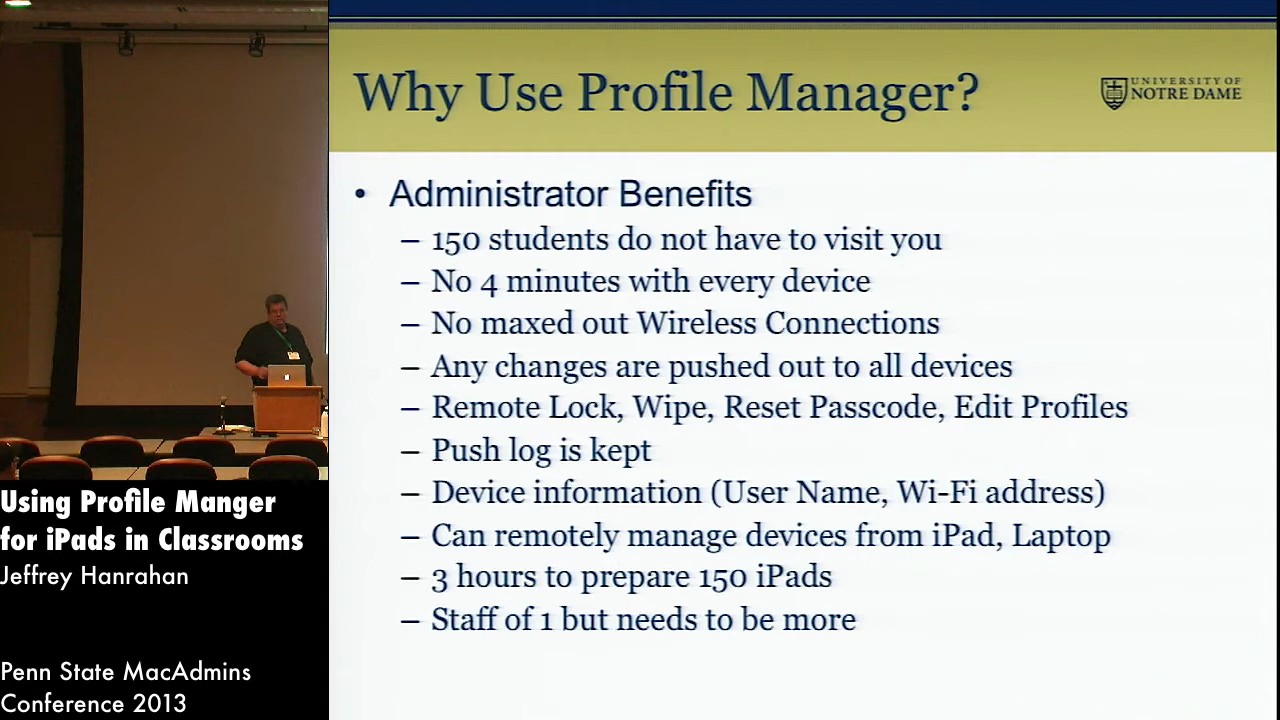 Why Use Profile Manager?
UNIVERSITY OF
NOTRE DAME
• Administrator Benefits
– 150 students do not have to visit you
– No 4 minutes with every device
– No maxed out Wireless Connections
– Any changes are pushed out to all devices
– Remote Lock, Wipe, Reset Passcode, Edit Profiles
– Push log is kept
– Device information (User Name, Wi-Fi address)
– Can remotely manage devices from iPad, Laptop
– 3 hours to prepare 150 iPads
– Staff of 1 but needs to be more
Using Profile Manger
for iPads in Classrooms
Jeffrey Hanrahan
Penn State MacAdmins
Conference 2013